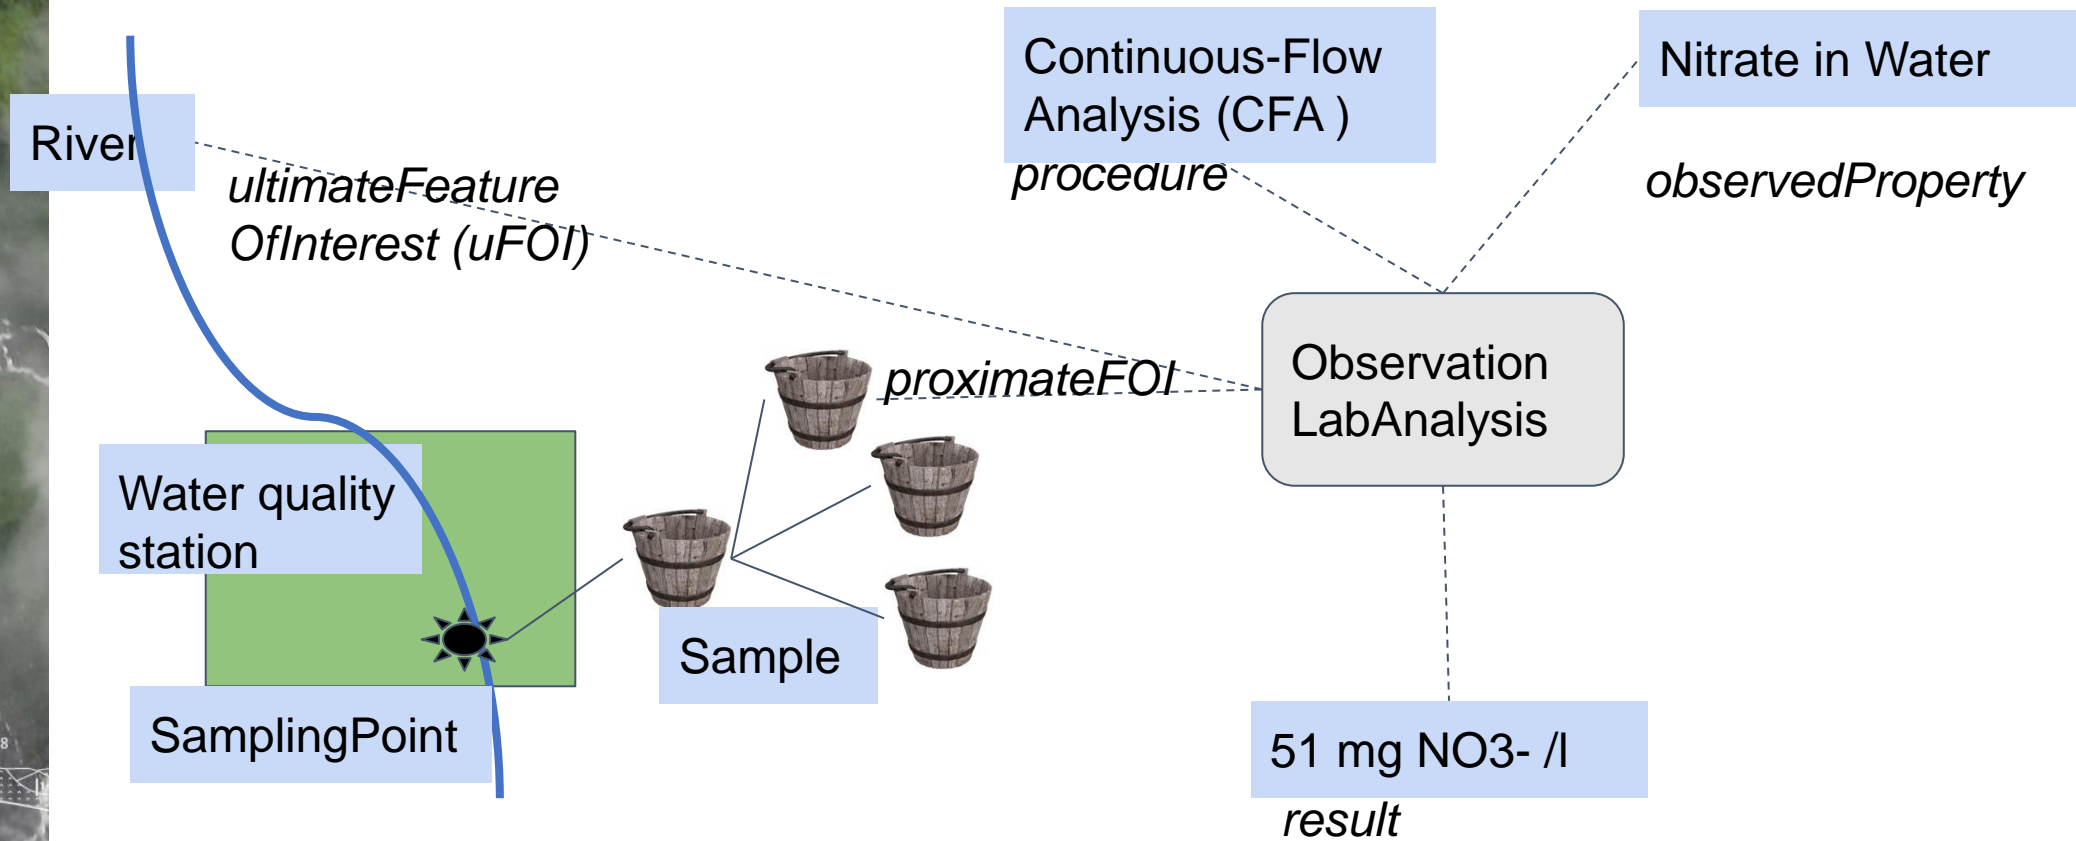 Continuous-Flow
Analysis (CFA )
procedure
Nitrate in Water
observedProperty
River
ultimateFeature
OfInterest (uFOI)
proximateFOI
Observation
LabAnalysis
Water quality
station
Sample
SamplingPoint
51 mg NO3- /l
result
8